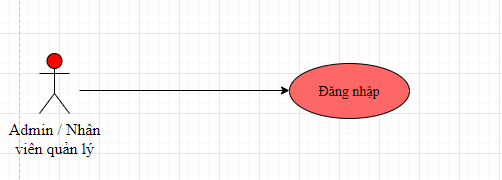 Đăng nhập
Admin / Nhân
viên quản lý